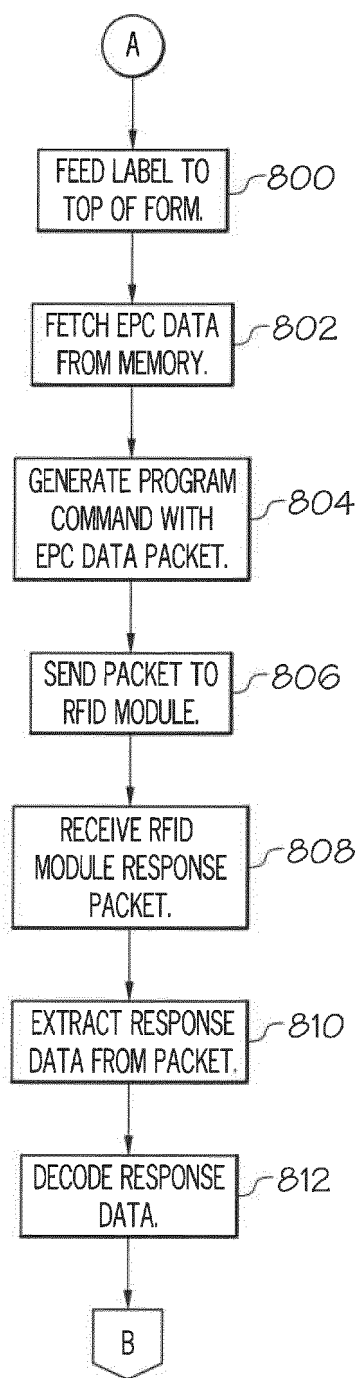 A
FEED LABEL TO
TOP OF FORM.
800
FETCH EPC DATA
FROM MEMORY.
802
GENERATE PROGRAM
COMMAND WITH
EPC DATA PACKET.
804
SEND PACKET TO
RFID MODULE.
806
RECEIVE RFID
MODULE RESPONSE
PACKET.
808
EXTRACT RESPONSE
DATA FROM PACKET.
810
DECODE RESPONSE
DATA.
812
B